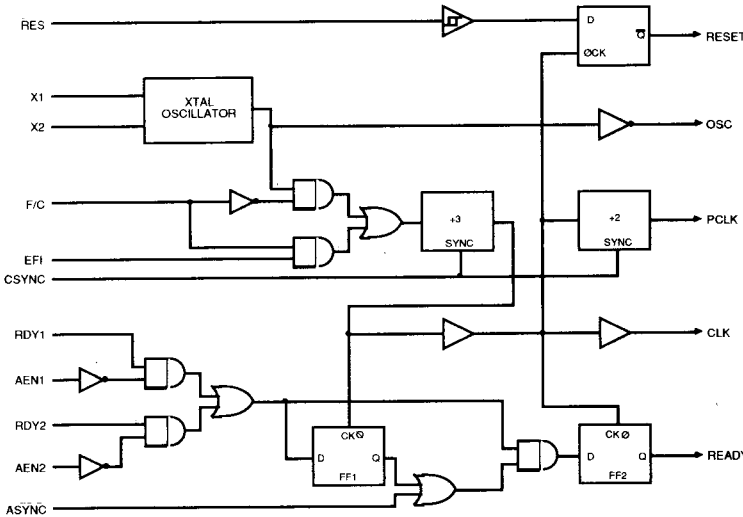 RES
D
Q
RESET
ØCK
X1
XTAL
OSCILLATOR
X2
OSC
F/C
+3
SYNC
+2
SYNC
PCLK
EFI
CSYNC
RDY1
CLK
AEN1
RDY2
CKØ
D
Q
FF1
CKØ
D
Q
FF2
READY
AEN2
ASYNC